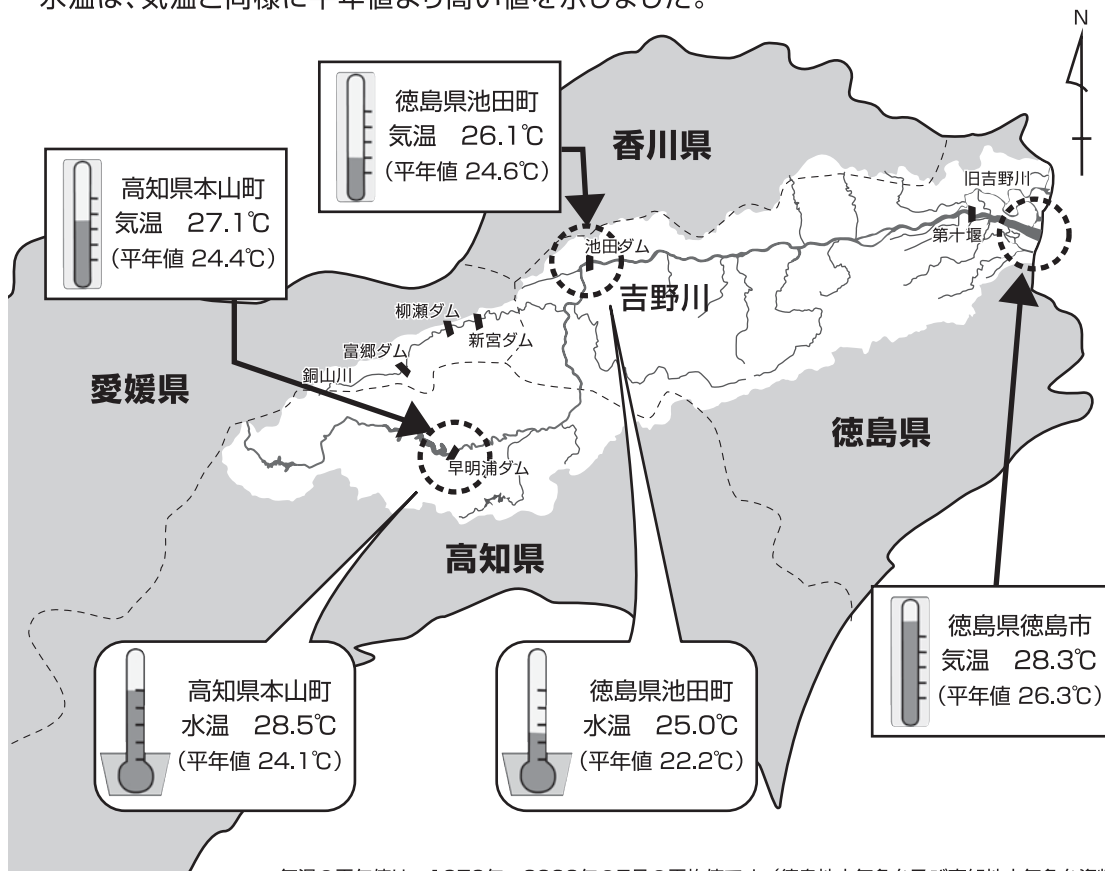 水温は、気温と同様に平年値より高い値を示しました。
N
徳島県池田町
気温 26.1℃
(平年値 24.6℃)
香川県
高知県本山町
気温 27.1℃
(平年値 24.4℃)
旧吉野川
第十堰
池田ダム
吉野川
柳瀬ダム
新宮ダム
富郷ダム
銅山川
愛媛県
徳島県
早明浦ダム
高知県
徳島県徳島市
気温 28.3℃
(平年値 26.3℃)
高知県本山町
水温 28.5℃
(平年値 24.1℃)
徳島県池田町
水温 25.0℃
(平年値 22.2℃)